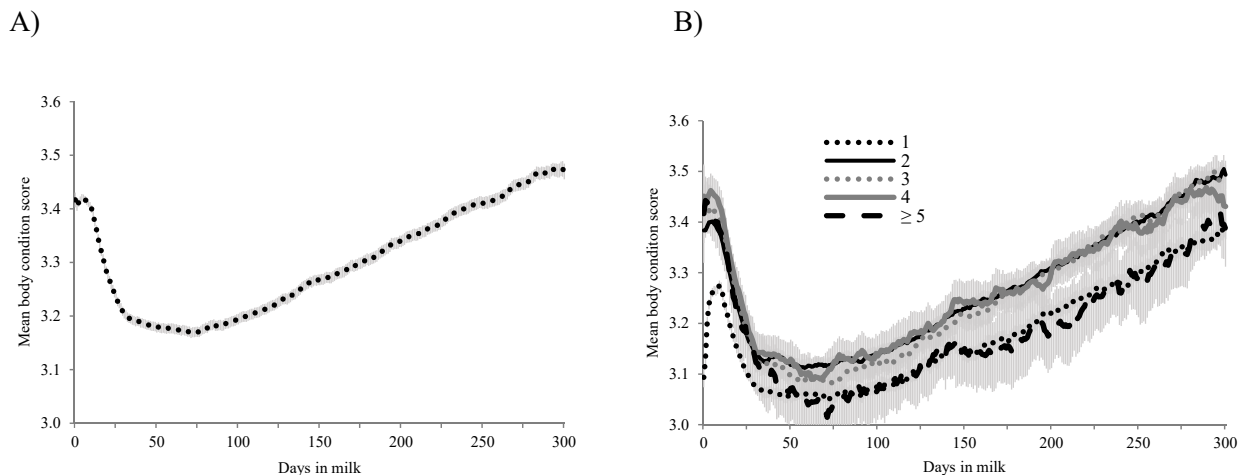 A)
3.6
3.5
3.4
3.3
3.2
3.1
3.0
Mean body condition score
0 50 100 150 200 250 300
Days in milk
B)
3.6
3.5
3.4
3.3
3.2
3.1
3.0
Mean body conditon score
1
2
3
4
≥ 5
0 50 100 150 200 250 300
Days in milk